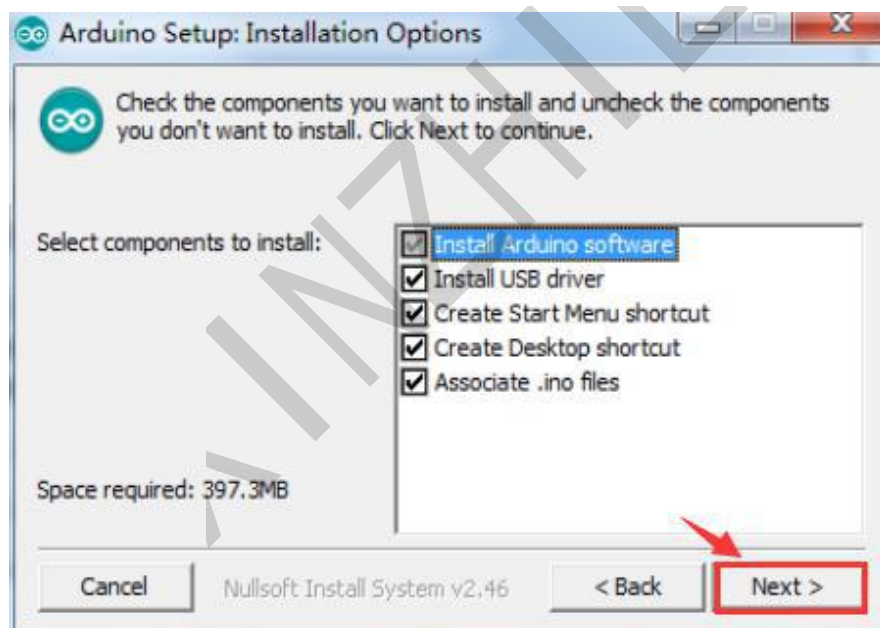 Arduino Setup: Installation Options
Check the components you want to install and uncheck the components
you don't want to install. Click Next to continue.
Select components to install:
Install Arduino software
Install USB driver
Create Start Menu shortcut
Create Desktop shortcut
Associate .ino files
Space required: 397.3MB
Cancel
Nullsoft Install System v2.46
< Back
Next >